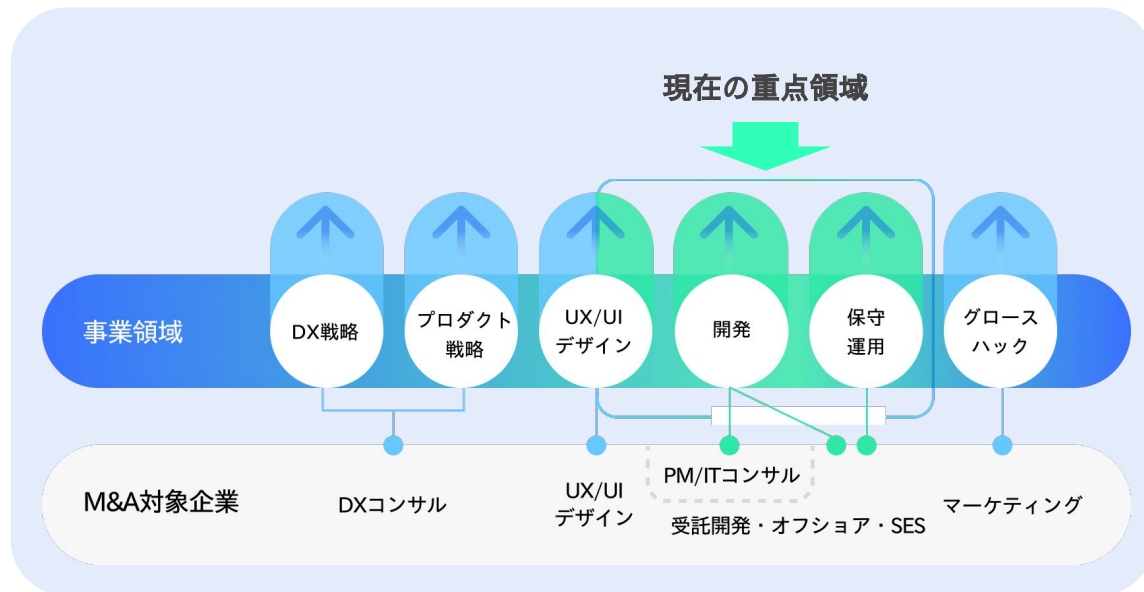 現在の重点領域
事業領域
DX戦略
プロダクト
戦略
UX/UI
デザイン
開発
保守
運用
グロース
ハック
M&A対象企業
DXコンサル
UX/UI
デザイン
PM/ITコンサル
受託開発・オフショア・SES
マーケティング